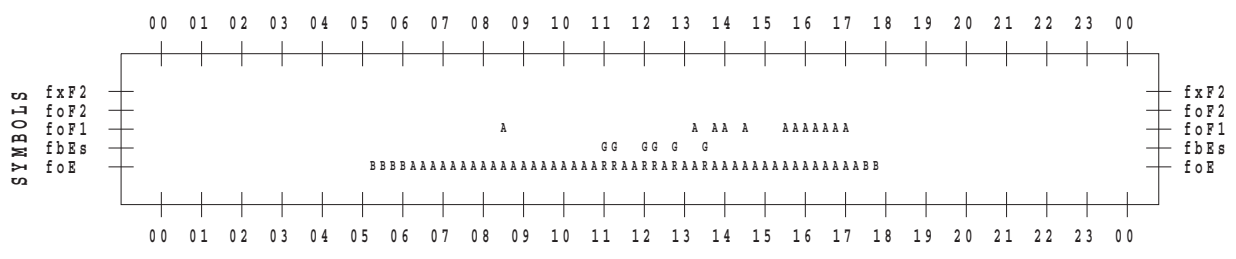 00 01 02 03 04 05 06 07 08 09 10 11 12 13 14 15 16 17 18 19 20 21 22 23 00
SYMBOLS
fxF2 fxF2
foF2 foF2
foF1 A A AA A AAAAAAA foF1
fbEs GG GG G G fbEs
foE BBBBAAAAAAAAAAAAAAAAAAARRAARRARAARAAAAAAAAAAAAAAABB foE
00 01 02 03 04 05 06 07 08 09 10 11 12 13 14 15 16 17 18 19 20 21 22 23 00